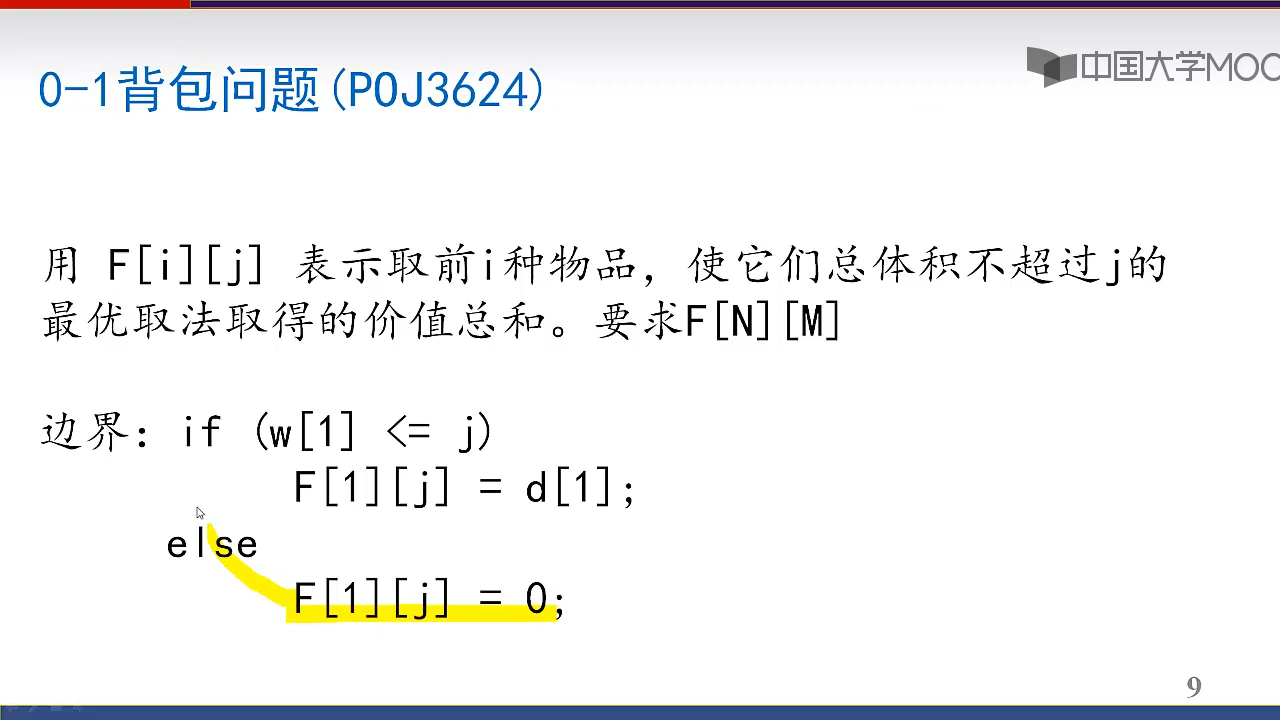 0-1背包问题(POJ3624)
中国大学MOO
用 F[i][j] 表示取前i种物品，使它们总体积不超过j的
最优取法取得的价值总和。要求F[N][M]
边界：if (w[1] <= j)
F[1][j] = d[1];
else
F[1][j] = 0;
9